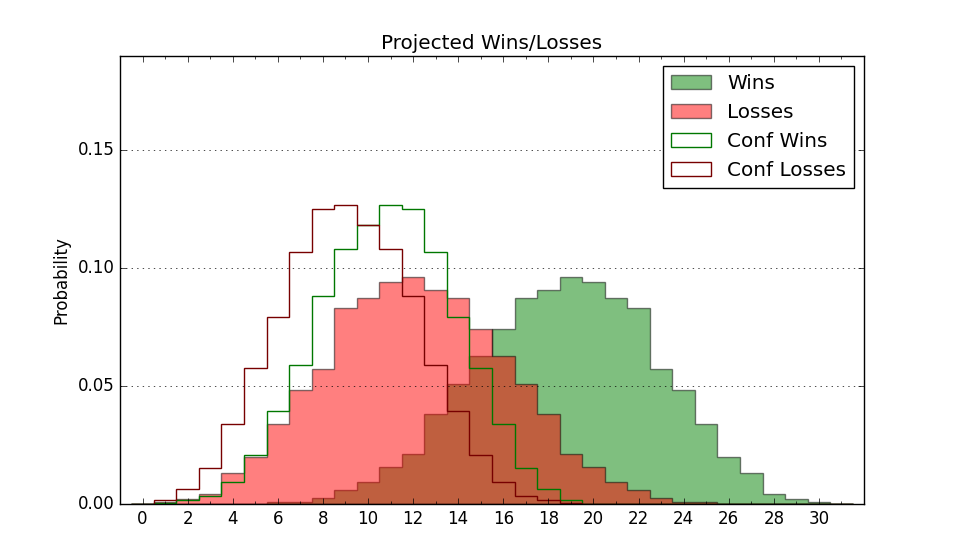 Projected Wins/Losses
Wins
Losses
Conf Wins
Conf Losses
Probability
0.15
0.10
0.05
0.00
0 2 4 6 8 10 12 14 16 18 20 22 24 26 28 30